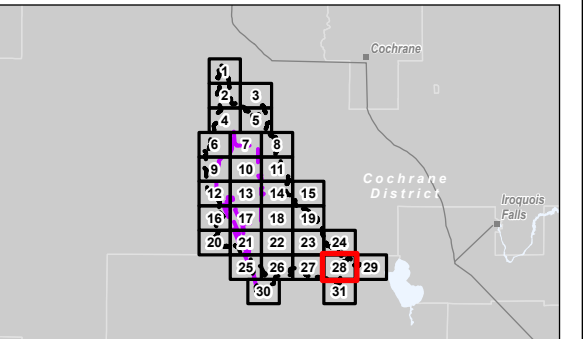 Cochrane
1
2 3
4 5
6 7 8
9 10 11
Cochrane
District
12 13 14 15
Iroquois
Falls
16 17 18 19
20 21 22 23 24
25 26 27 28 29
30 31